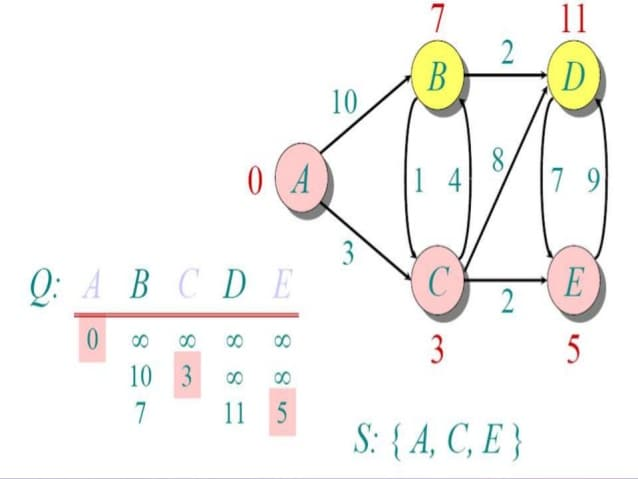 7 11
2
B D
10
8
0 A 1 4 7 9
3
Q: A B C D E C E
2
0 ∞ ∞ ∞ ∞ 3 5
10 3 ∞ ∞
7 11 5
S: { A, C, E }